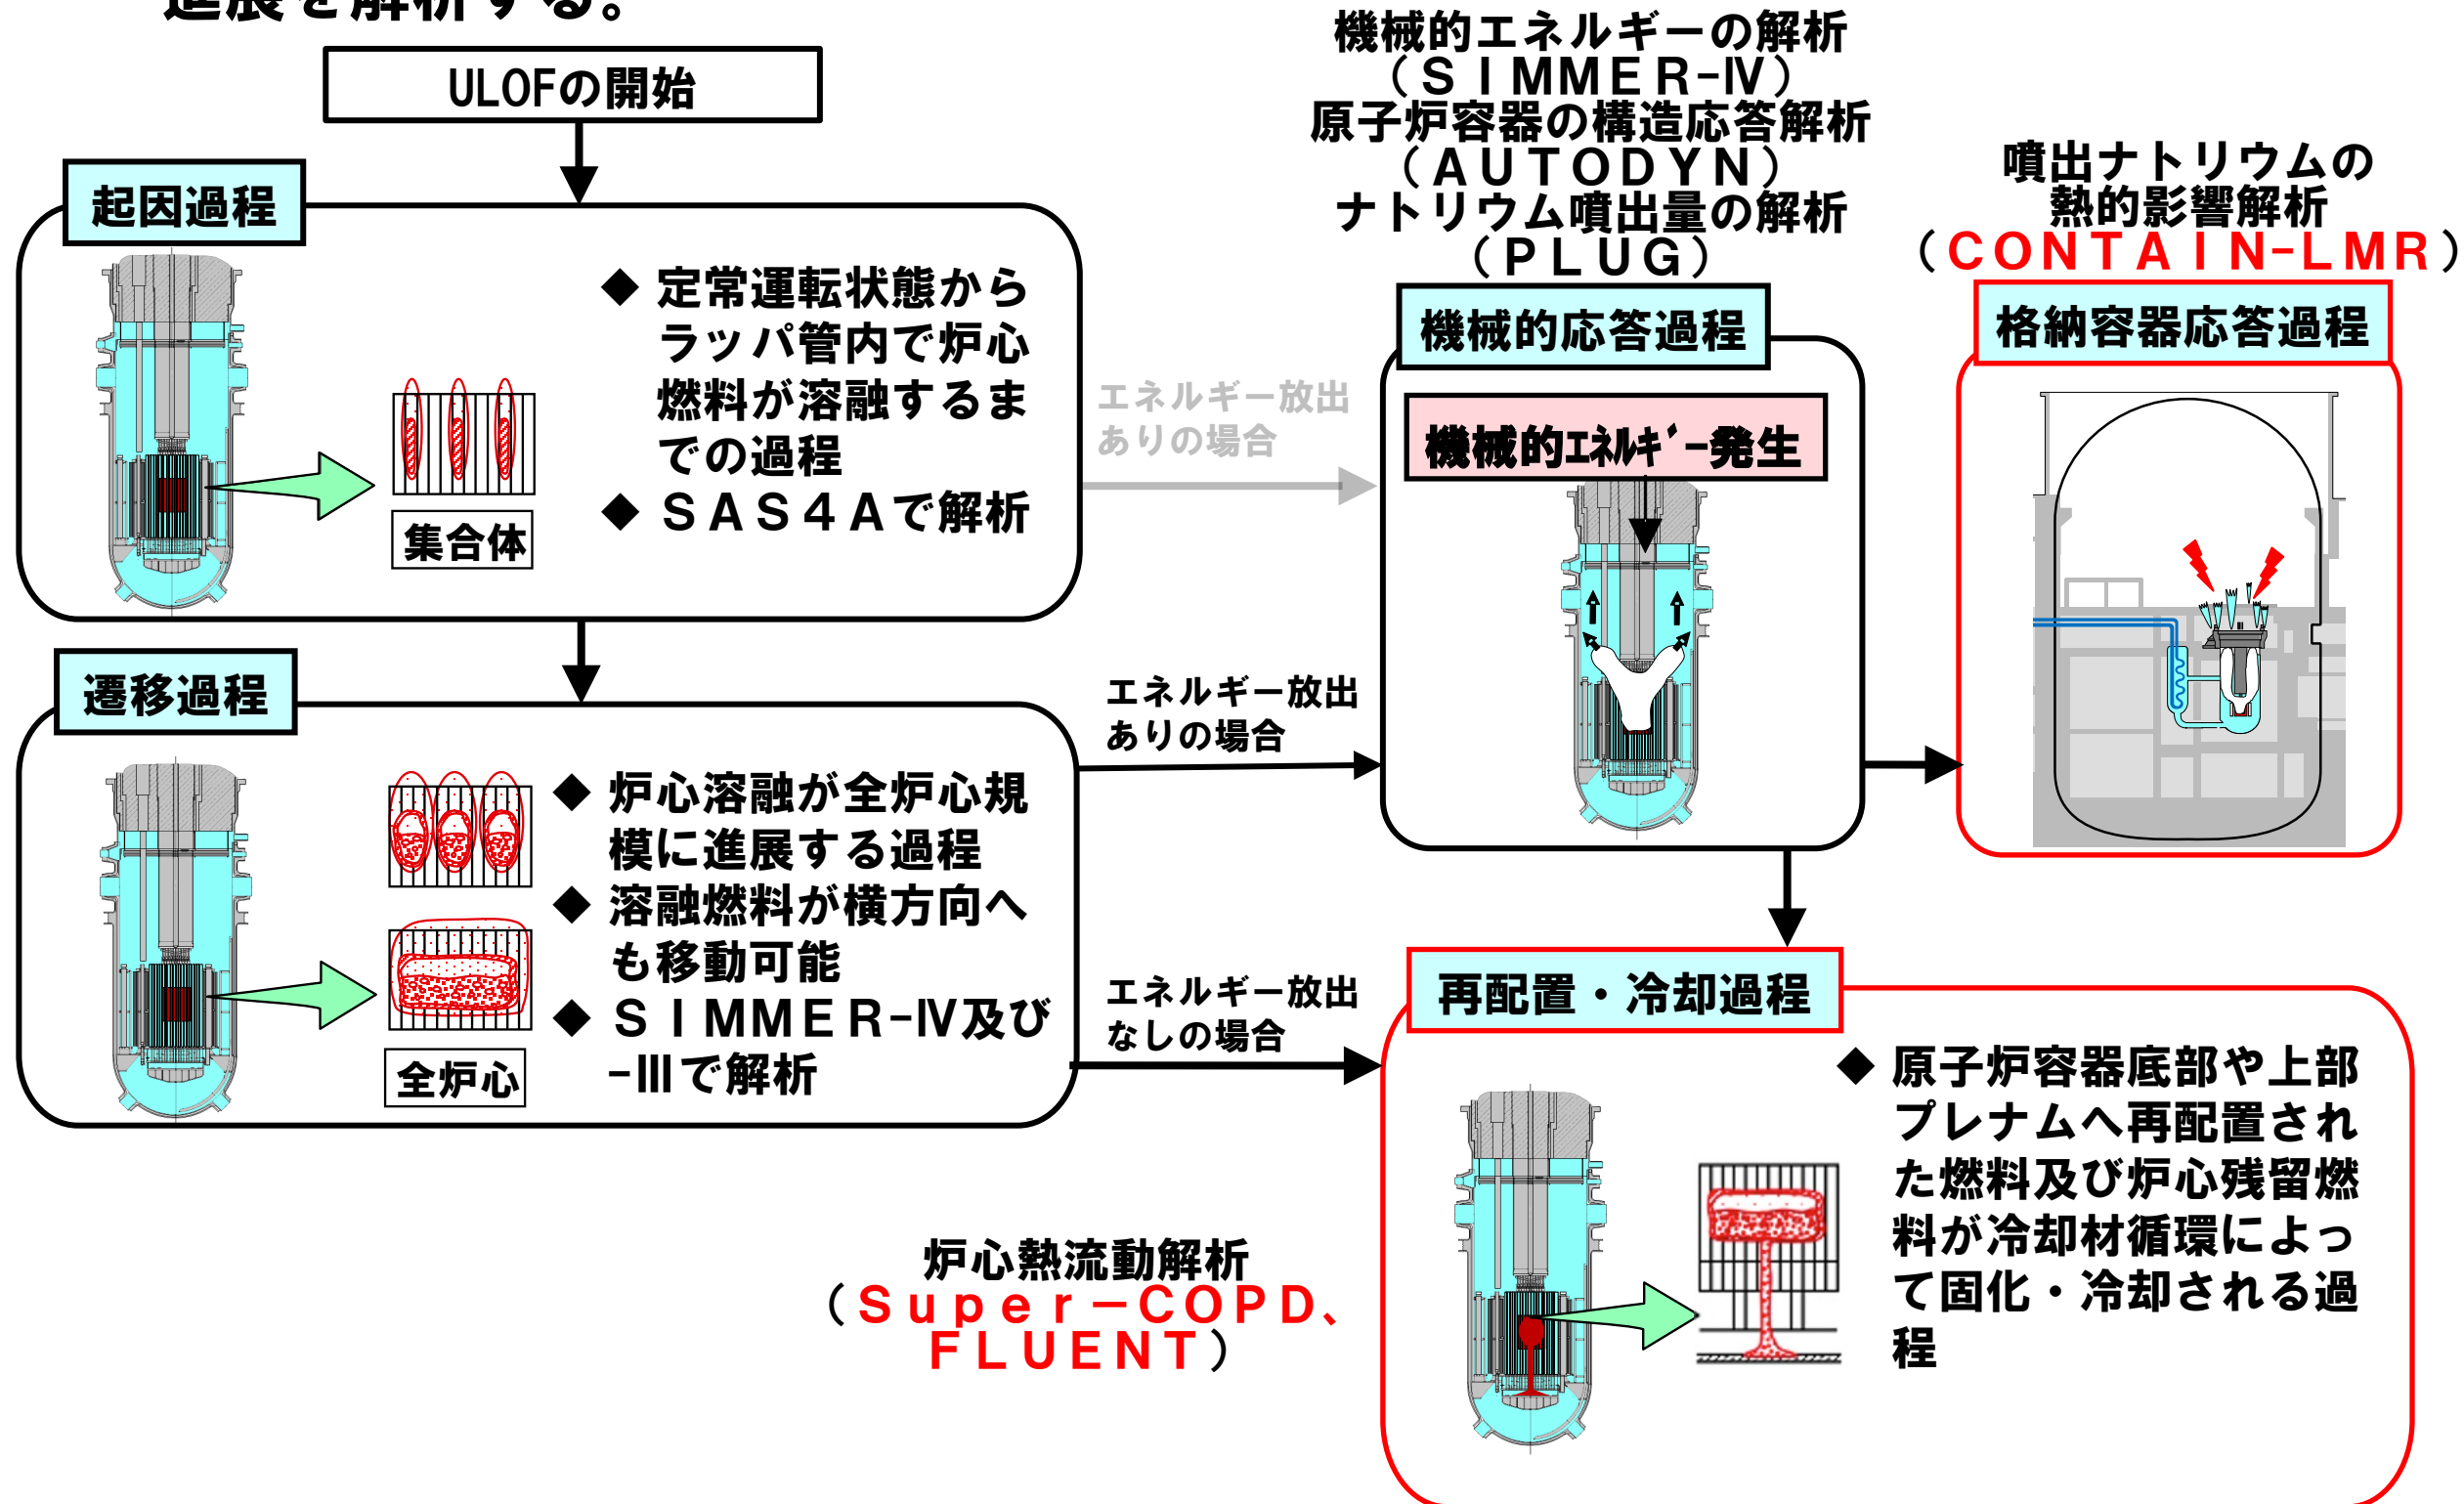 進展を解析する。
ULOFの開始
起因過程
◆ 定常運転状態から
ラッパ管内で炉心
燃料が溶融するま
での過程
◆ ＳＡＳ４Ａで解析
集合体
エネルギー放出
ありの場合
遷移過程
◆ 炉心溶融が全炉心規
模に進展する過程
◆ 溶融燃料が横方向へ
も移動可能
◆ ＳＩＭＭＥＲ-Ⅳ及び
-Ⅲで解析
全炉心
エネルギー放出
ありの場合
エネルギー放出
なしの場合
機械的エネルギーの解析
（ＳＩＭＭＥＲ-Ⅳ）
原子炉容器の構造応答解析
（ＡＵＴＯＤＹＮ）
ナトリウム噴出量の解析
（ＰＬＵＧ）
機械的応答過程
機械的ｴﾈﾙｷﾞｰ発生
噴出ナトリウムの
熱的影響解析
（ＣＯＮＴＡＩＮ-ＬＭＲ）
格納容器応答過程
炉心熱流動解析
（Ｓｕｐｅｒ－ＣＯＰＤ、
ＦＬＵＥＮＴ）
再配置・冷却過程
◆ 原子炉容器底部や上部
プレナムへ再配置され
た燃料及び炉心残留燃
料が冷却材循環によっ
て固化・冷却される過
程